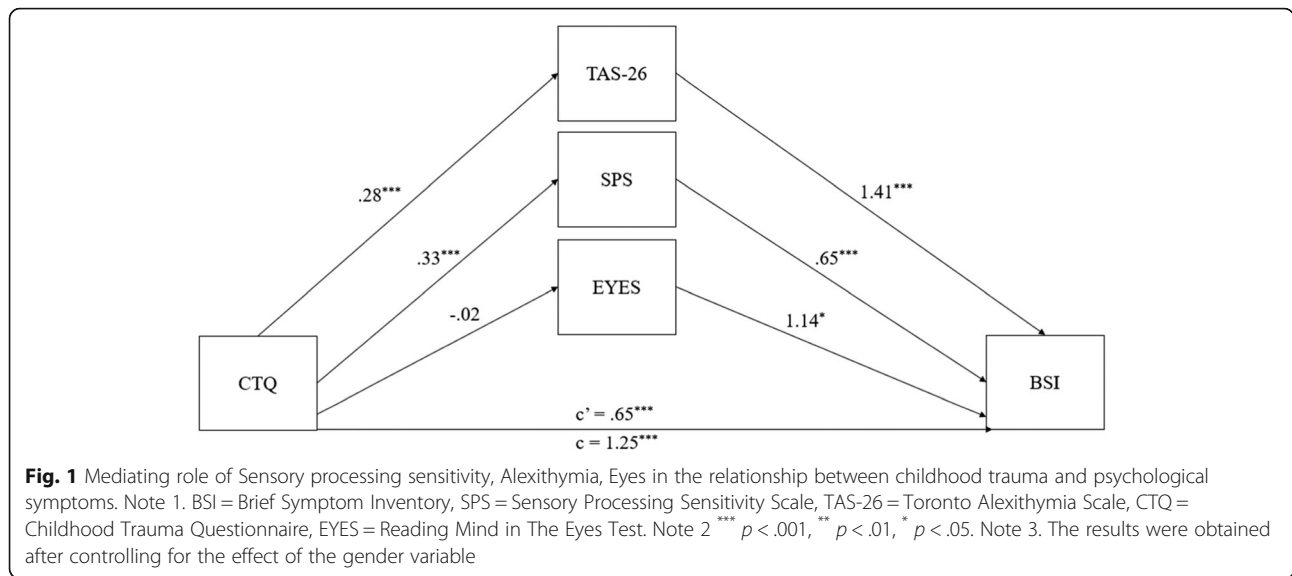 TAS-26
SPS
.28***
1.41***
.33***
.65***
EYES
-.02
1.14*
CTQ
BSI
c' = .65***
c = 1.25***
Fig. 1 Mediating role of Sensory processing sensitivity, Alexithymia, Eyes in the relationship between childhood trauma and psychological
symptoms. Note 1. BSI = Brief Symptom Inventory, SPS = Sensory Processing Sensitivity Scale, TAS-26 = Toronto Alexithymia Scale, CTQ =
Childhood Trauma Questionnaire, EYES = Reading Mind in The Eyes Test. Note 2 *** p < .001, ** p < .01, * p < .05. Note 3. The results were obtained
after controlling for the effect of the gender variable